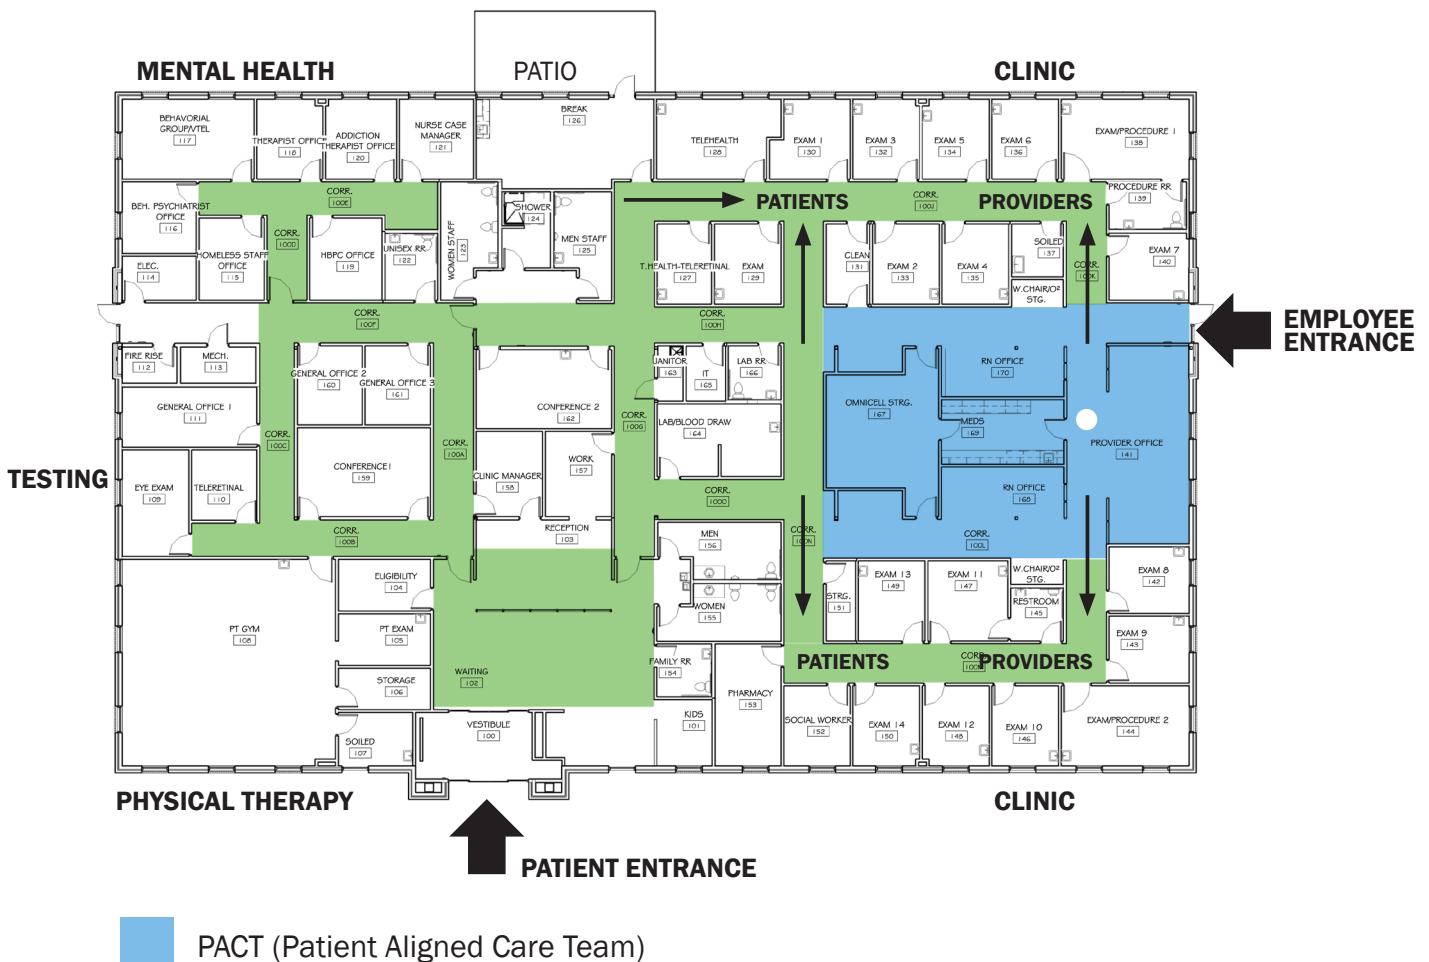 MENTAL HEALTH
PATIO
CLINIC
BEHAVORIAL
GROUP/VTEL
117
THERAPIST OFFICE
118
ADDICTION
THERAPIST OFFICE
120
NURSE CASE
MANAGER
121
BREAK
126
TELEHEALTH
128
EXAM 1
130
EXAM 3
132
EXAM 5
134
EXAM 6
136
EXAM/PROCEDURE 1
138
BEH. PSYCHIATRIST
OFFICE
116
CORR.
100E
CORR.
100D
HOMELESS STAFF
OFFICE
115
HBPC OFFICE
119
UNISEX RR
122
WOMEN STAFF
123
SHOWER
124
MEN STAFF
125
PATIENTS
CORR.
100J
PROVIDERS
PROCEDURE RR
139
T.HEALTH-TELERETINAL
127
EXAM
129
CLEAN
131
EXAM 2
133
EXAM 4
135
SOILED
137
W.CHAIR/O²
STG.
CORR.
100K
EXAM 7
140
ELEC.
114
EMPLOYEE
ENTRANCE
CORR.
100F
CORR.
100H
FIRE RISE
112
MECH.
113
GENERAL OFFICE 2
160
GENERAL OFFICE 3
161
JANITOR
163
IT
165
LAB RR
166
RN OFFICE
170
GENERAL OFFICE 1
111
CONFERENCE 2
162
OMNICELL STRG.
167
MEDS
169
PROVIDER OFFICE
141
CORR.
100C
CORR.
100A
CORR.
100G
LAB/BLOOD DRAW
164
TESTING
EYE EXAM
109
TELERETINAL
110
CONFERENCE1
159
CLINIC MANAGER
158
WORK
157
RN OFFICE
168
CORR.
100B
RECEPTION
103
CORR.
100O
MEN
156
CORR.
100N
CORR.
100L
PT GYM
108
ELIGIBILITY
104
PT EXAM
105
STORAGE
106
SOILED
107
WAITING
102
WOMEN
155
STRG.
151
EXAM 13
149
EXAM 11
147
W.CHAIR/O²
STG.
RESTROOM
145
EXAM 8
142
EXAM 9
143
FAMILY RR
154
PATIENTS
CORR.
PROVIDERS
VESTIBULE
100
KIDS
101
PHARMACY
153
SOCIAL WORKER
152
EXAM 14
150
EXAM 12
148
EXAM 10
146
EXAM/PROCEDURE 2
144
PHYSICAL THERAPY
CLINIC
PATIENT ENTRANCE
PACT (Patient Aligned Care Team)